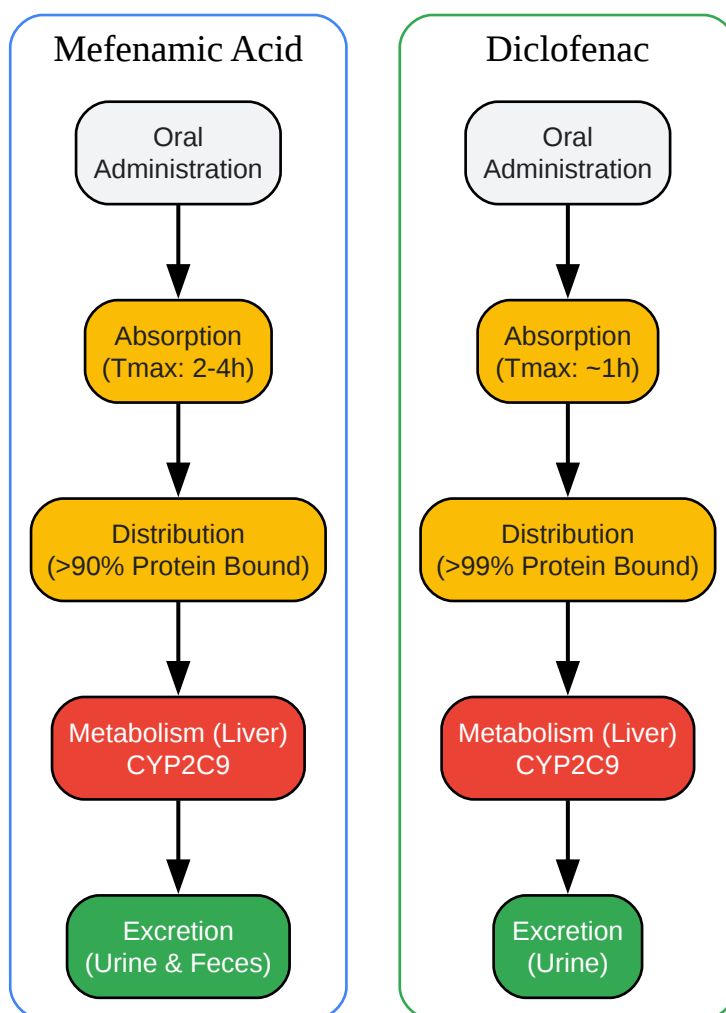 Mefenamic Acid
Oral
Administration
Absorption
(Tmax: 2-4h)
Distribution
(>90% Protein Bound)
Metabolism (Liver)
CYP2C9
Excretion
(Urine & Feces)
Diclofenac
Oral
Administration
Absorption
(Tmax: ~1h)
Distribution
(>99% Protein Bound)
Metabolism (Liver)
CYP2C9
Excretion
(Urine)